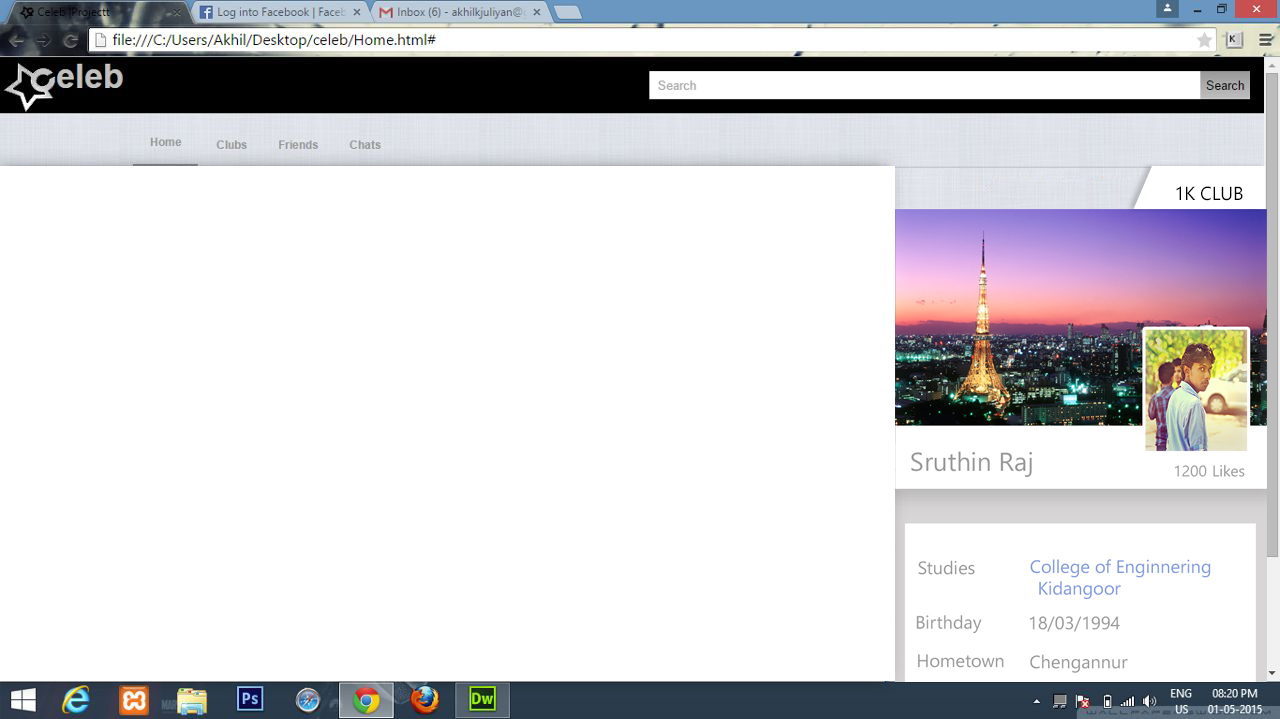 Celeb |Projectt
Log into Facebook | Faceb
Inbox (6) - akhilkjuliyan@g
file:///C:/Users/Akhil/Desktop/celeb/Home.html#
K
Celeb
Search
Search
Home
Clubs
Friends
Chats
1K CLUB
Sruthin Raj
1200 Likes
Studies
College of Enginnering
Kidangoor
Birthday
18/03/1994
Hometown
Chengannur
Ps
Dw
ENG
US
08:20 PM
01-05-2015